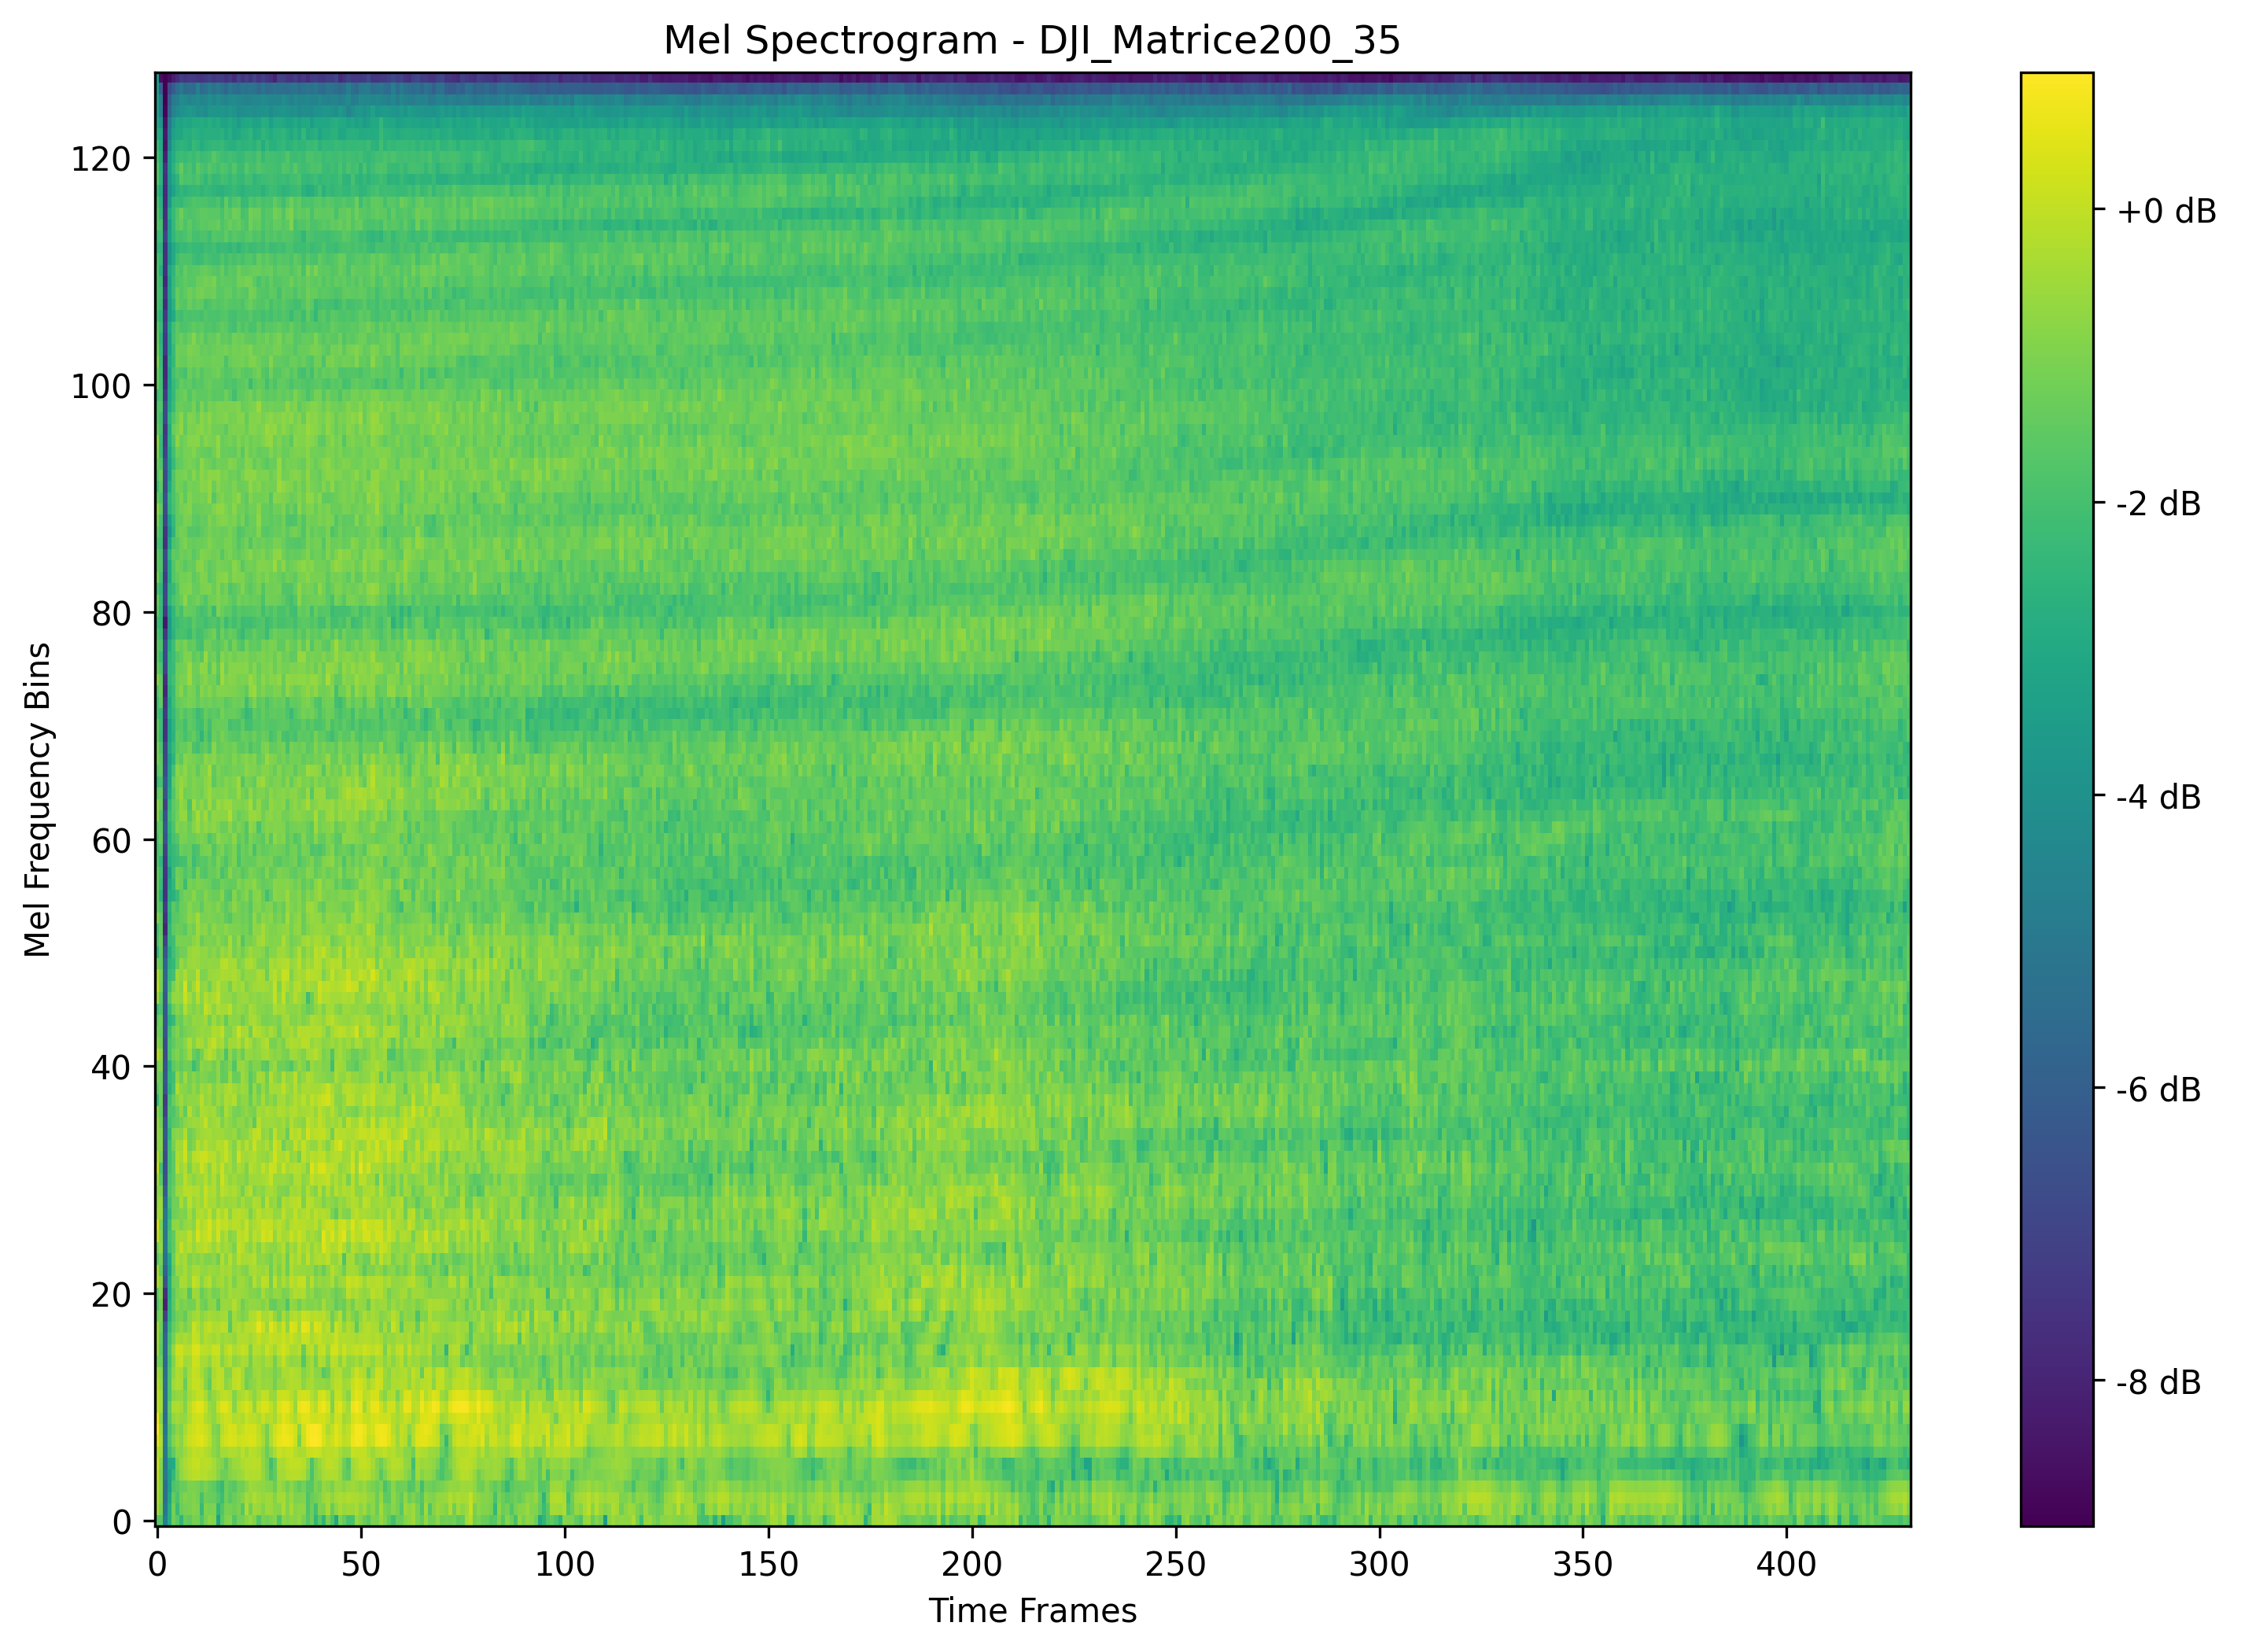 Mel Spectrogram - DJI_Matrice200_35
120
100
80
60
40
20
0
Mel Frequency Bins
0 50 100 150 200 250 300 350 400
Time Frames
+0 dB
-2 dB
-4 dB
-6 dB
-8 dB